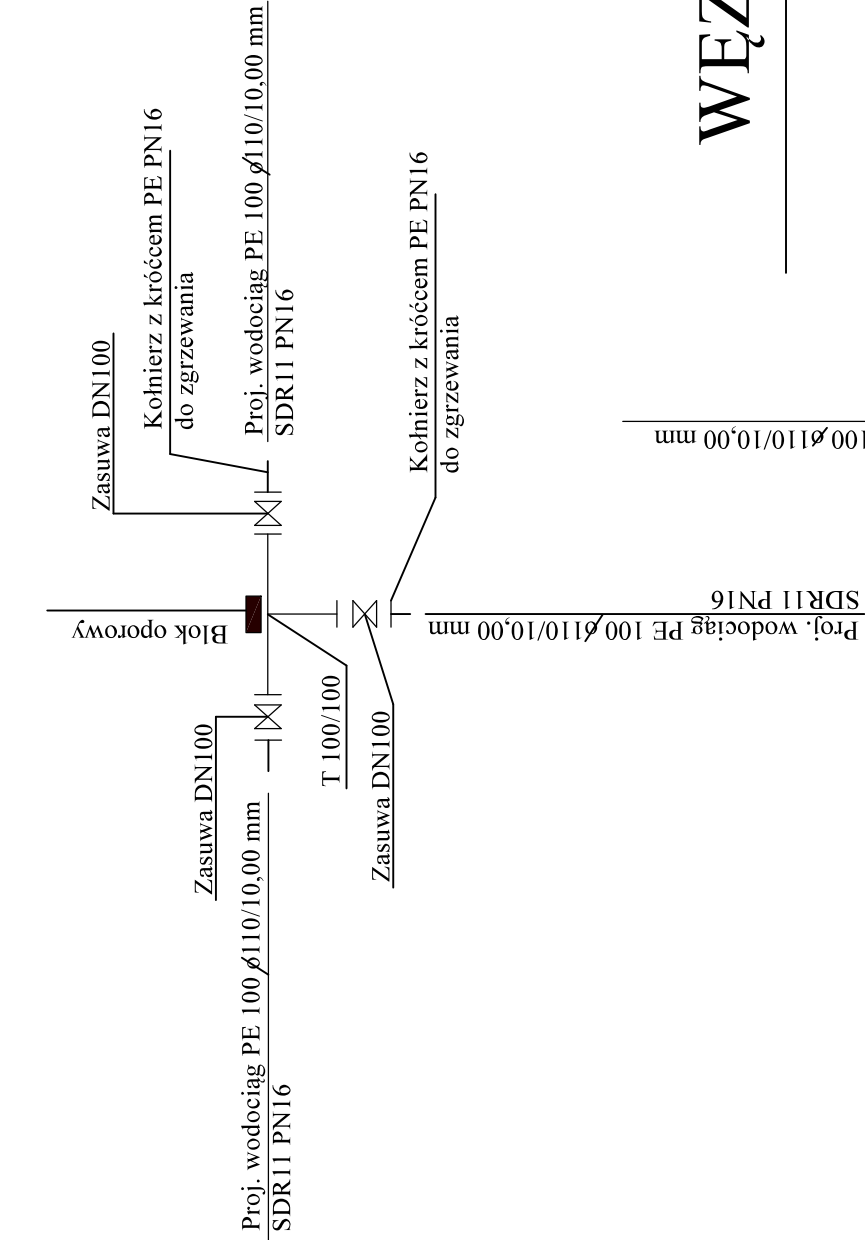 Zasuwa DN100
Kołnierz z króćcem PE PN16
do zgrzewania
Proj. wodociąg PE 100 ø110/10,00 mm
SDR11 PN16
Kołnierz z króćcem PE PN16
do zgrzewania
Blok oporowy
Zasuwa DN100
T 100/100
Zasuwa DN100
Proj. wodociąg PE 100 ø110/10,00 mm
SDR11 PN16
Proj. wodociąg PE 100 ø110/10,00 mm
SDR11 PN16
100 ø110/10,00 mm